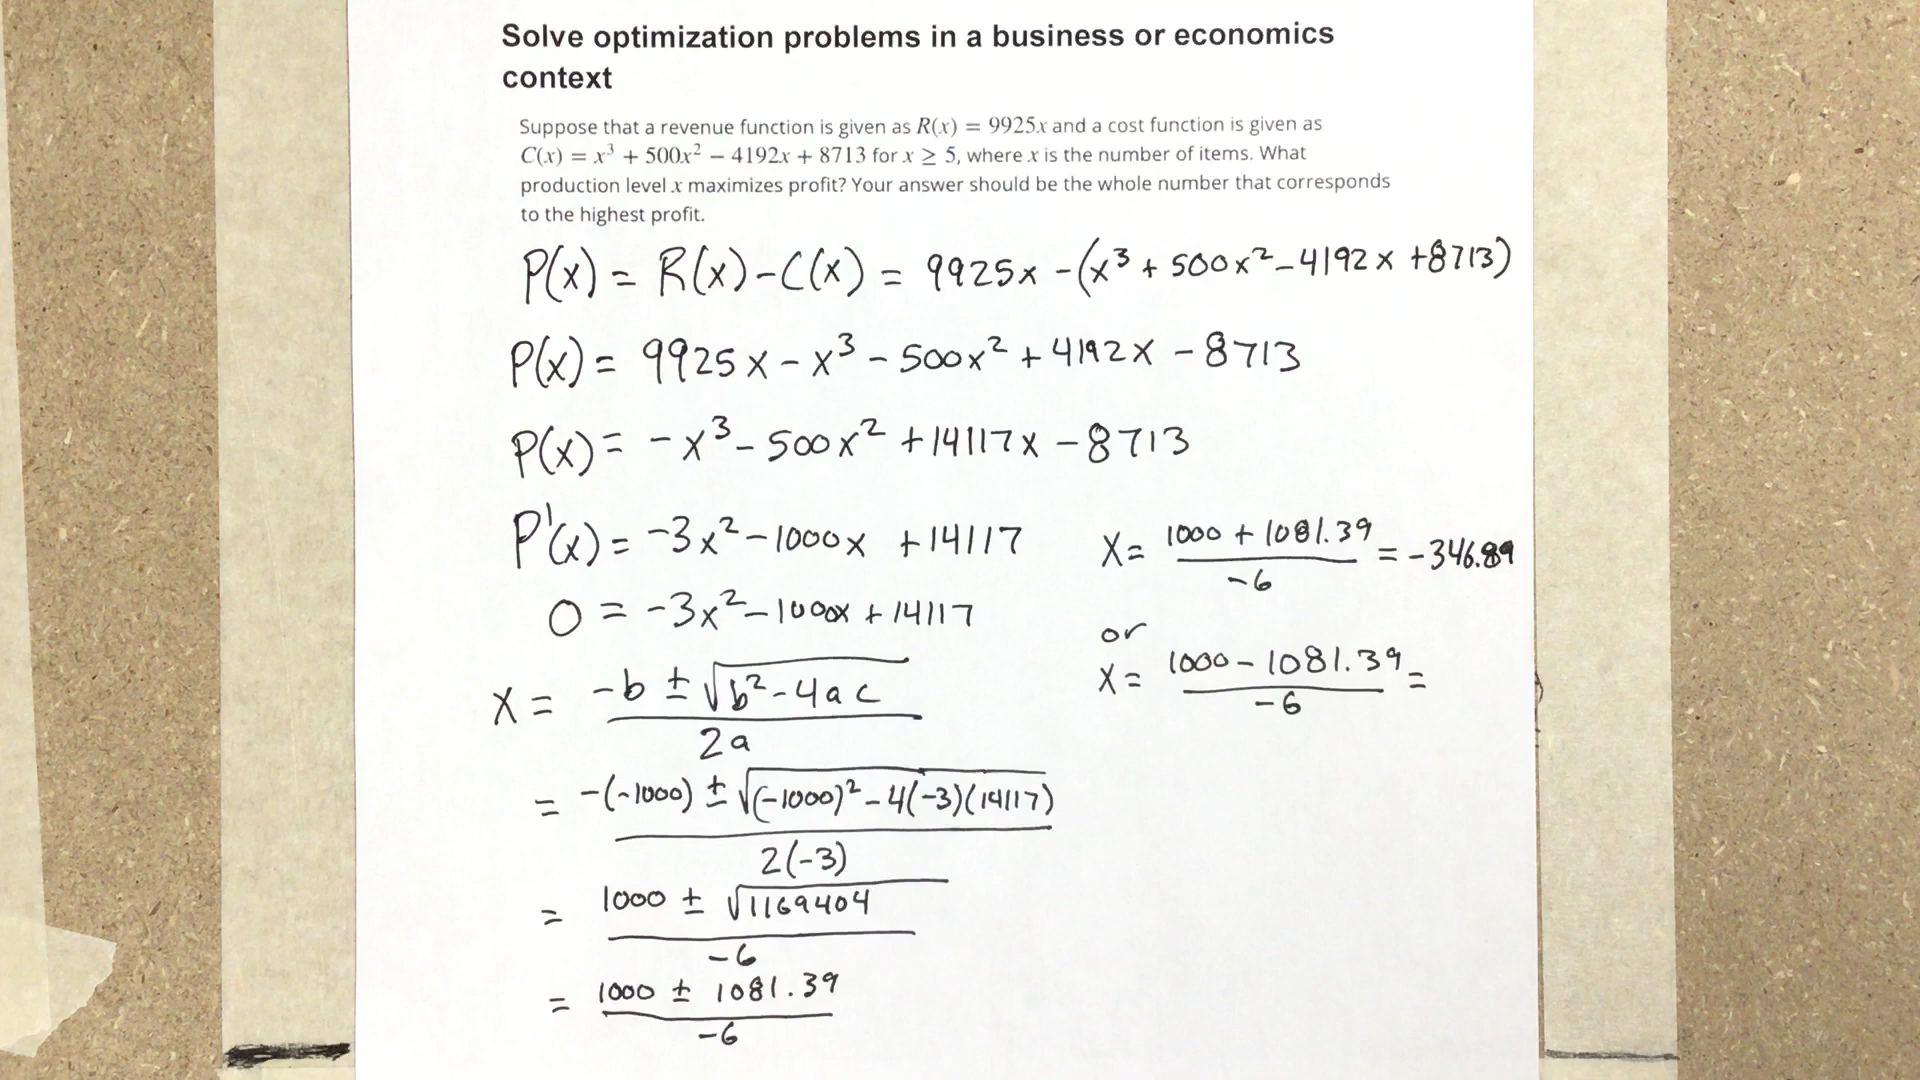 Solve optimization problems in a business or economics
context
Suppose that a revenue function is given as R(x) = 9925x and a cost function is given as
C(x) = x³ + 500x² − 4192x + 8713 for x ≥ 5, where x is the number of items. What
production level x maximizes profit? Your answer should be the whole number that corresponds
to the highest profit.
P(x) = R(x) - C(x) = 9925x - (x³ + 500x² - 4192x + 8713)
P(x) = 9925x - x³ - 500x² + 4192x - 8713
P(x) = -x³ - 500x² + 14117x - 8713
P'(x) = -3x² - 1000x + 14117
0 = -3x² - 1000x + 14117
x = (-b ± √(b² - 4ac)) / 2a
= (-(-1000) ± √((-1000)² - 4(-3)(14117))) / 2(-3)
= (1000 ± √1169404) / -6
= (1000 ± 1081.39) / -6
x = (1000 + 1081.39) / -6 = -346.89
or
x = (1000 - 1081.39) / -6 =